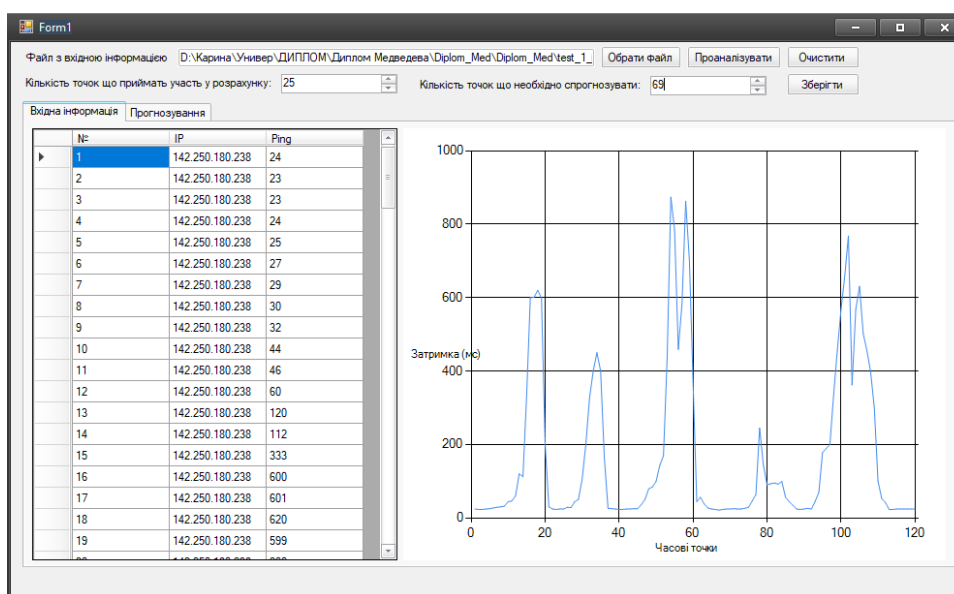 Form1
Файл з вхідною інформацією D:\Карина\Универ\ДИПЛОМ\Диплом Медведева\Diplom_Med\Diplom_Med\test_1_ Обрати файл Проаналізувати Очистити
Кількість точок що приймать участь у розрахунку: 25 Кількість точок що необхідно спрогнозувати: 69 Зберігти
Вхідна інформація Прогнозування
№ IP Ping
1 142.250.180.238 24
2 142.250.180.238 23
3 142.250.180.238 23
4 142.250.180.238 24
5 142.250.180.238 25
6 142.250.180.238 27
7 142.250.180.238 29
8 142.250.180.238 30
9 142.250.180.238 32
10 142.250.180.238 44
11 142.250.180.238 46
12 142.250.180.238 60
13 142.250.180.238 120
14 142.250.180.238 112
15 142.250.180.238 333
16 142.250.180.238 600
17 142.250.180.238 601
18 142.250.180.238 620
19 142.250.180.238 599
1000
800
600
Затримка (мс)
400
200
0
0 20 40 60 80 100 120
Часові точки